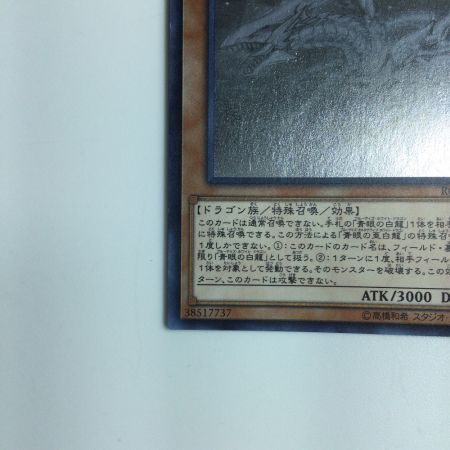 【ドラゴン族／特殊召喚／効果】
このカードは通常召喚できない。手札の「青眼の白龍」1体を相手
に特殊召喚できる。この方法による「青眼の亜白龍」の特殊召
1度しかできない。①：このカードのカード名は、フィールド・墓
限り「青眼の白龍」として扱う。②：1ターンに1度、相手フィール
1体を対象として発動できる。そのモンスターを破壊する。この効
ターン、このカードは攻撃できない。
ATK/3000 D
38517737
©高橋和希 スタジオ・